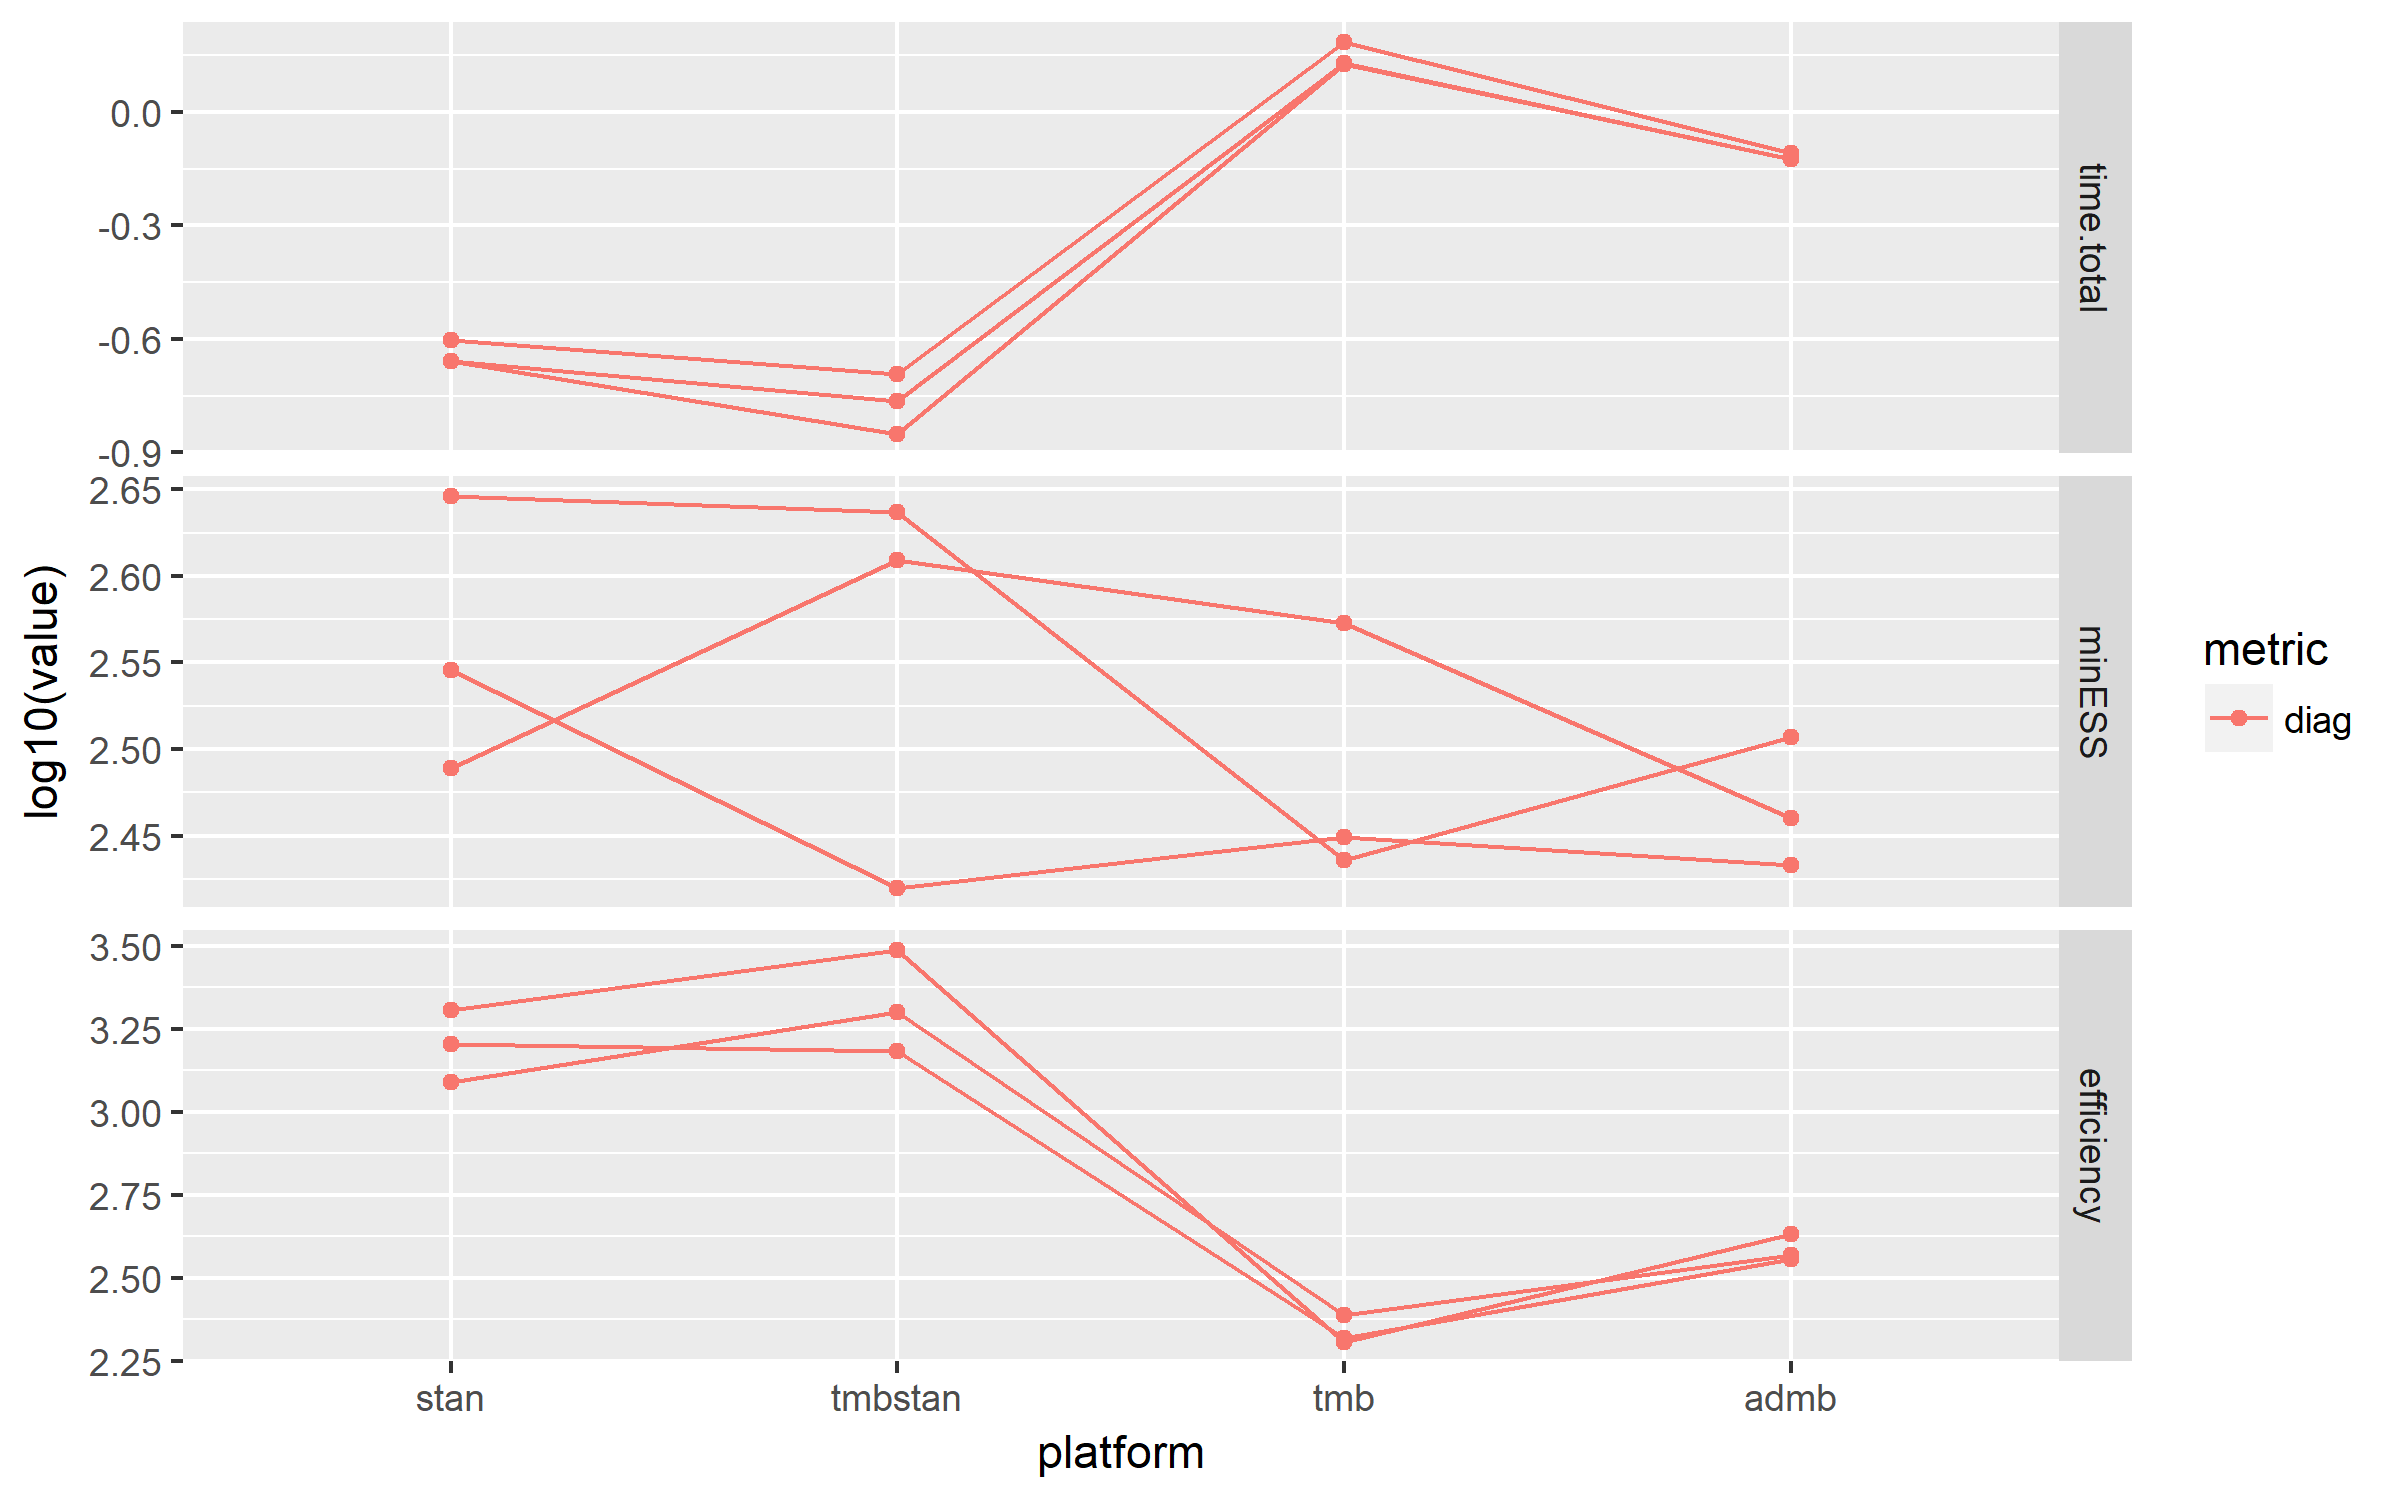 0.0
-0.3
-0.6
-0.9
time.total
2.65
2.60
2.55
2.50
2.45
minESS
3.50
3.25
3.00
2.75
2.50
2.25
efficiency
log10(value)
stan tmbstan tmb admb
platform
metric
diag